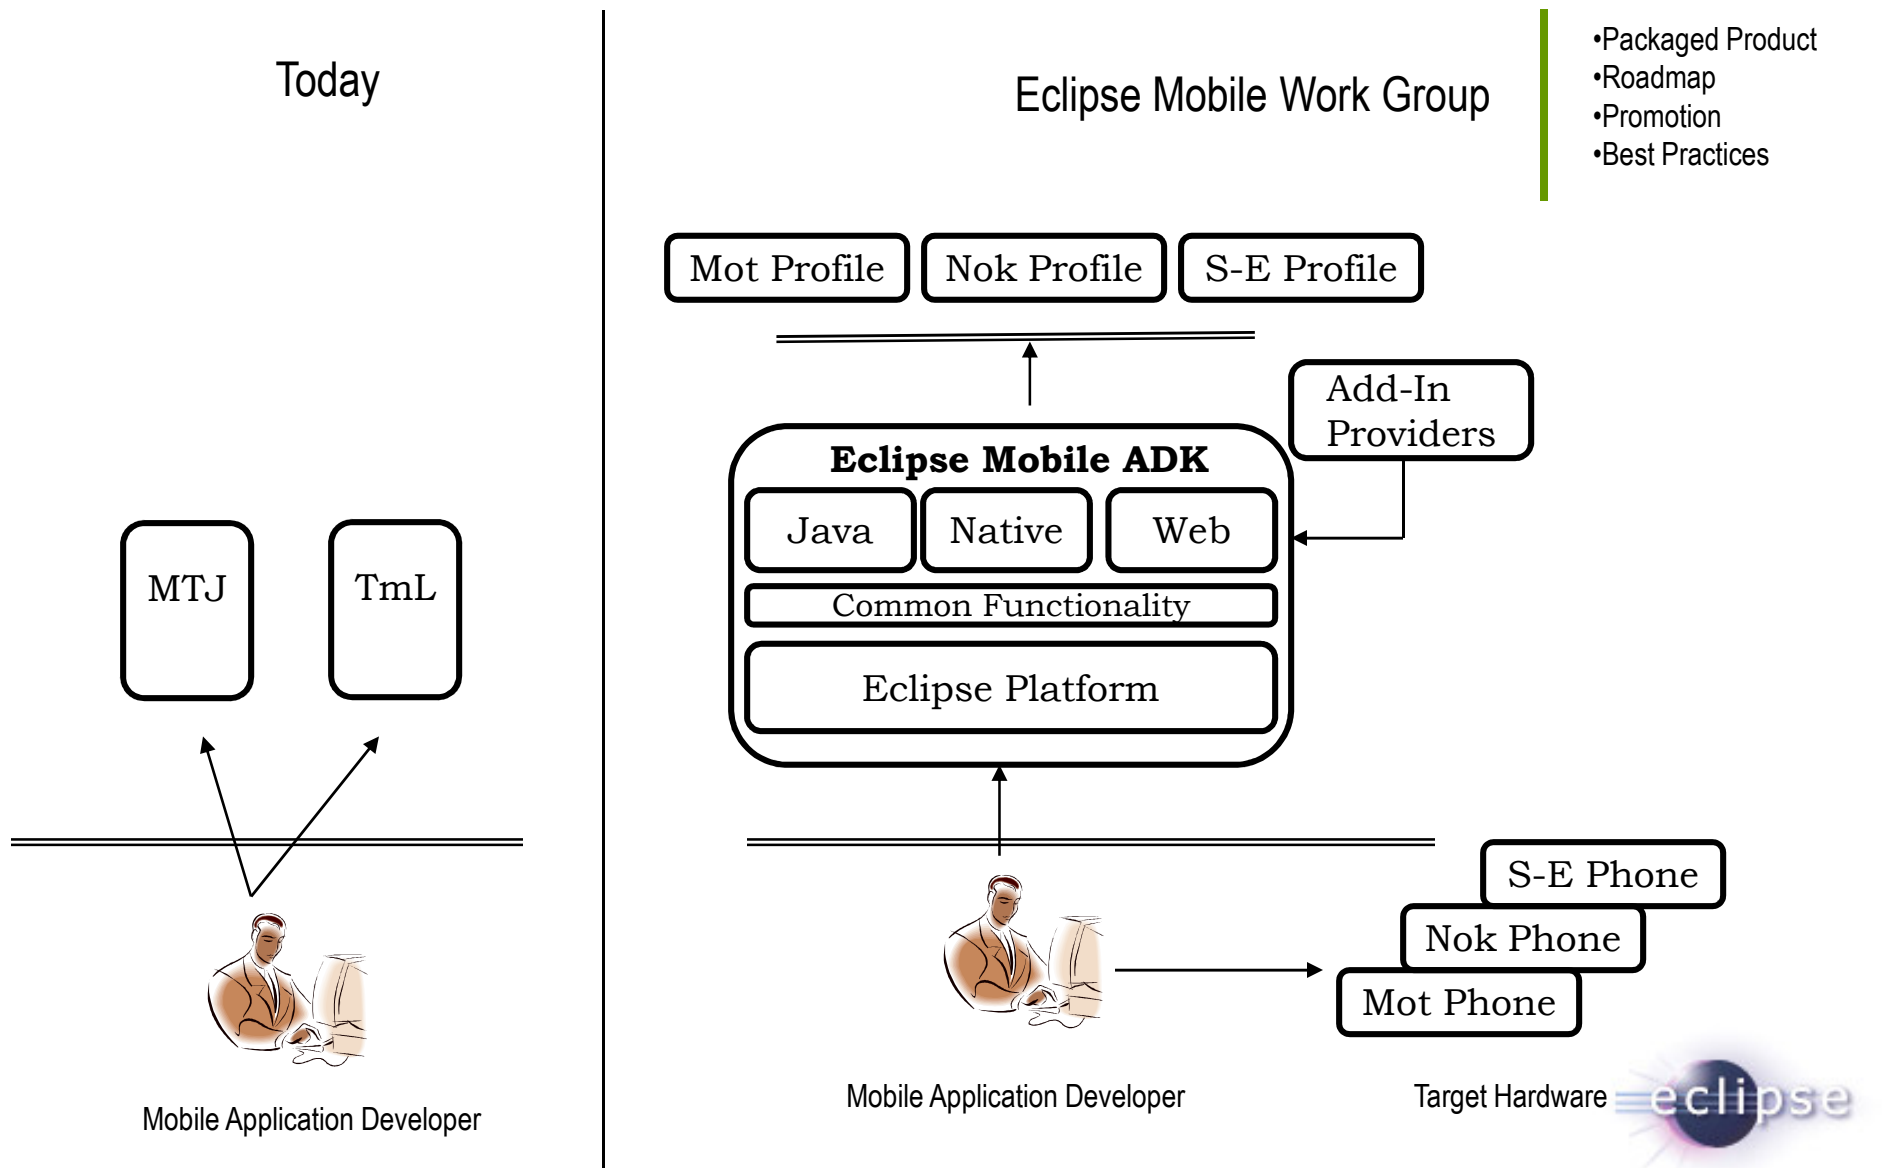 Today
Eclipse Mobile Work Group
•Packaged Product
•Roadmap
•Promotion
•Best Practices
Mot Profile
Nok Profile
S-E Profile
Add-In
Providers
Eclipse Mobile ADK
Java
Native
Web
Common Functionality
Eclipse Platform
MTJ
TmL
S-E Phone
Nok Phone
Mot Phone
Mobile Application Developer
Mobile Application Developer
Target Hardware
eclipse